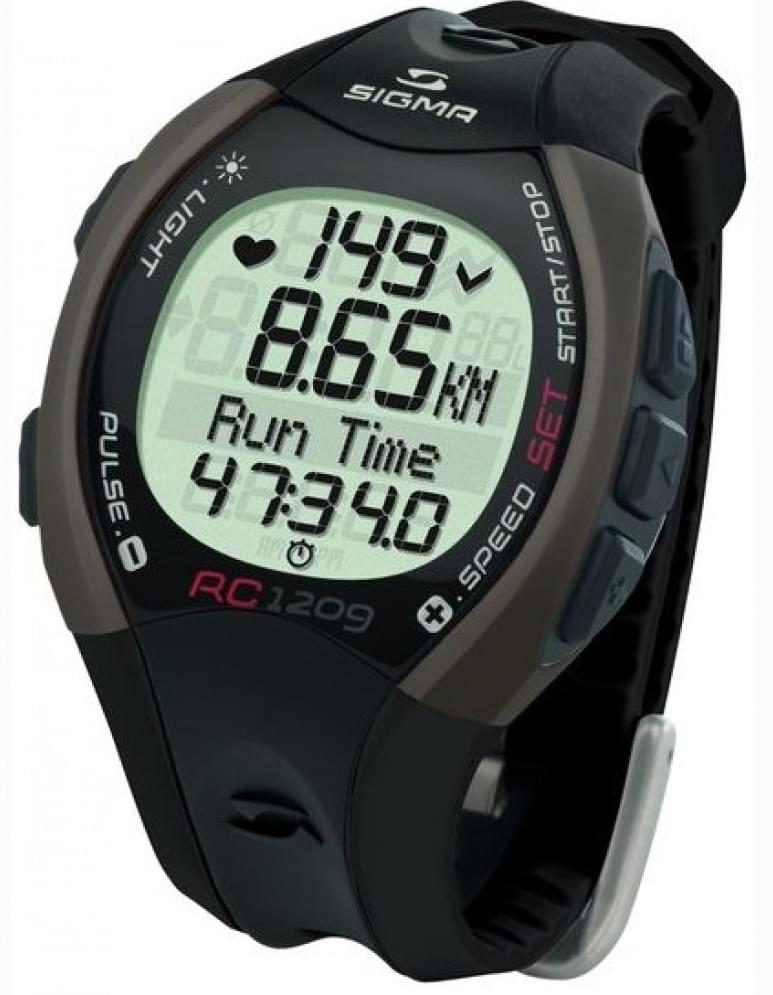 SIGMA
LIGHT
START/STOP
149
8.65 KM
Run Time
47:34.0
PULSE
SET
SPEED
RC1209